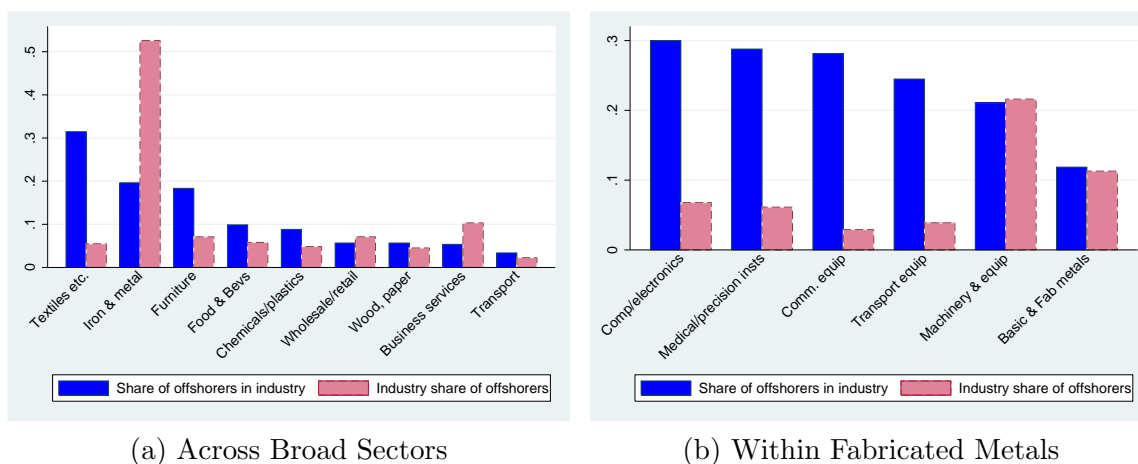 .5
.4
.3
.2
.1
0
Textiles etc.
Iron & metal
Furniture
Food & Bevs
Chemicals/plastics
Wholesale/retail
Wood, paper
Business services
Transport
Share of offshorers in industry
Industry share of offshorers
(a) Across Broad Sectors
.3
.2
.1
0
Comp/electronics
Medical/precision insts
Comm. equip
Transport equip
Machinery & equip
Basic & Fab metals
Share of offshorers in industry
Industry share of offshorers
(b) Within Fabricated Metals